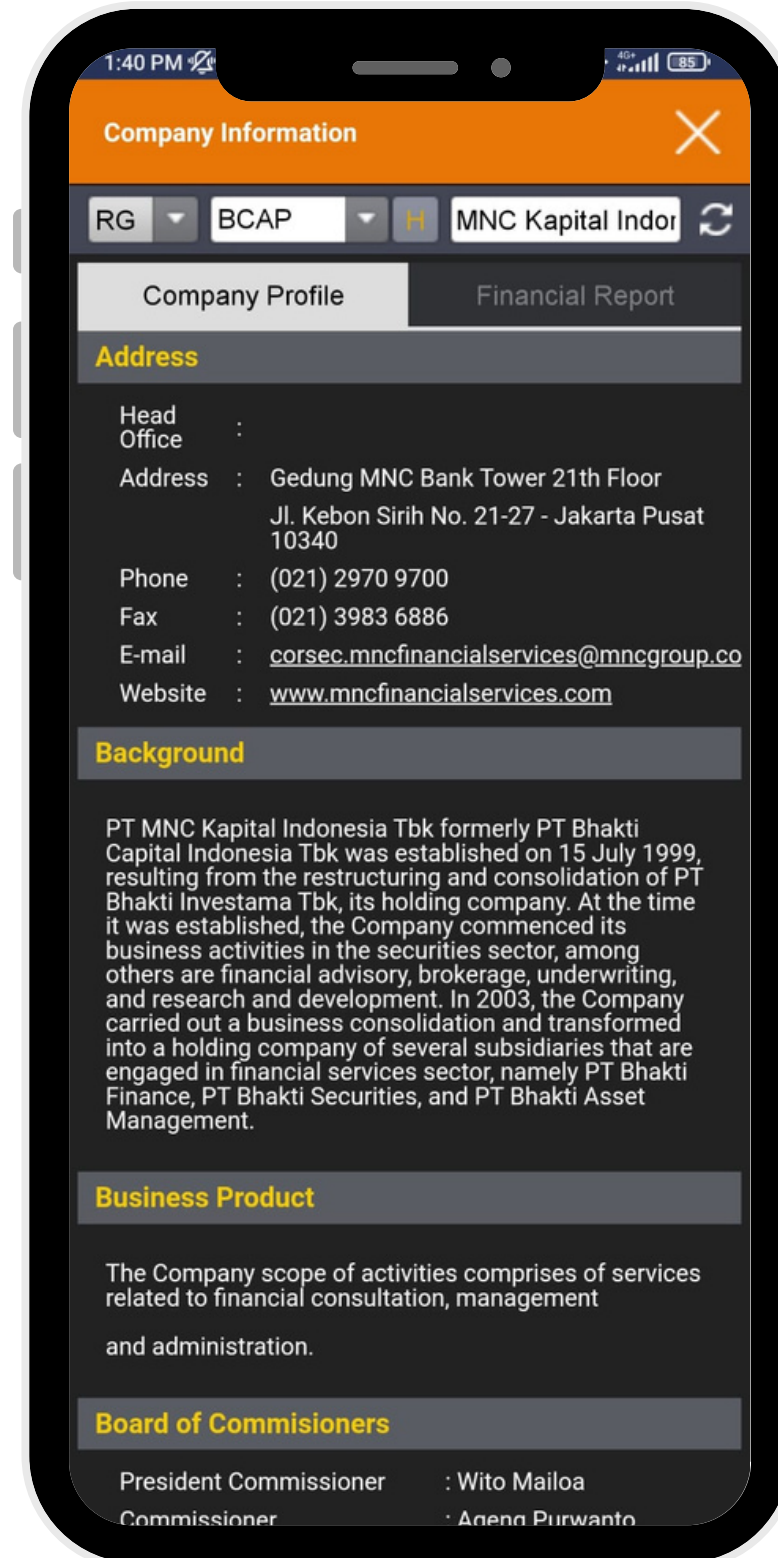 1:40 PM
4G+
85
Company Information
RG
BCAP
H
MNC Kapital Indor
Company Profile
Financial Report
Address
Head
Office :
Address : Gedung MNC Bank Tower 21th Floor
Jl. Kebon Sirih No. 21-27 - Jakarta Pusat
10340
Phone : (021) 2970 9700
Fax : (021) 3983 6886
E-mail : corsec.mncfinancialservices@mncgroup.co
Website : www.mncfinancialservices.com
Background
PT MNC Kapital Indonesia Tbk formerly PT Bhakti
Capital Indonesia Tbk was established on 15 July 1999,
resulting from the restructuring and consolidation of PT
Bhakti Investama Tbk, its holding company. At the time
it was established, the Company commenced its
business activities in the securities sector, among
others are financial advisory, brokerage, underwriting,
and research and development. In 2003, the Company
carried out a business consolidation and transformed
into a holding company of several subsidiaries that are
engaged in financial services sector, namely PT Bhakti
Finance, PT Bhakti Securities, and PT Bhakti Asset
Management.
Business Product
The Company scope of activities comprises of services
related to financial consultation, management
and administration.
Board of Commisioners
President Commissioner : Wito Mailoa
Commissioner : Ageng Purwanto